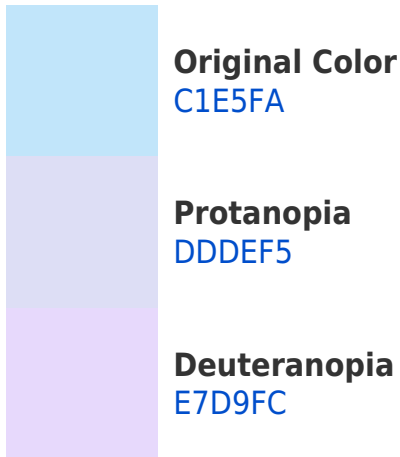 Original Color
C1E5FA
Protanopia
DDDEF5
Deuteranopia
E7D9FC